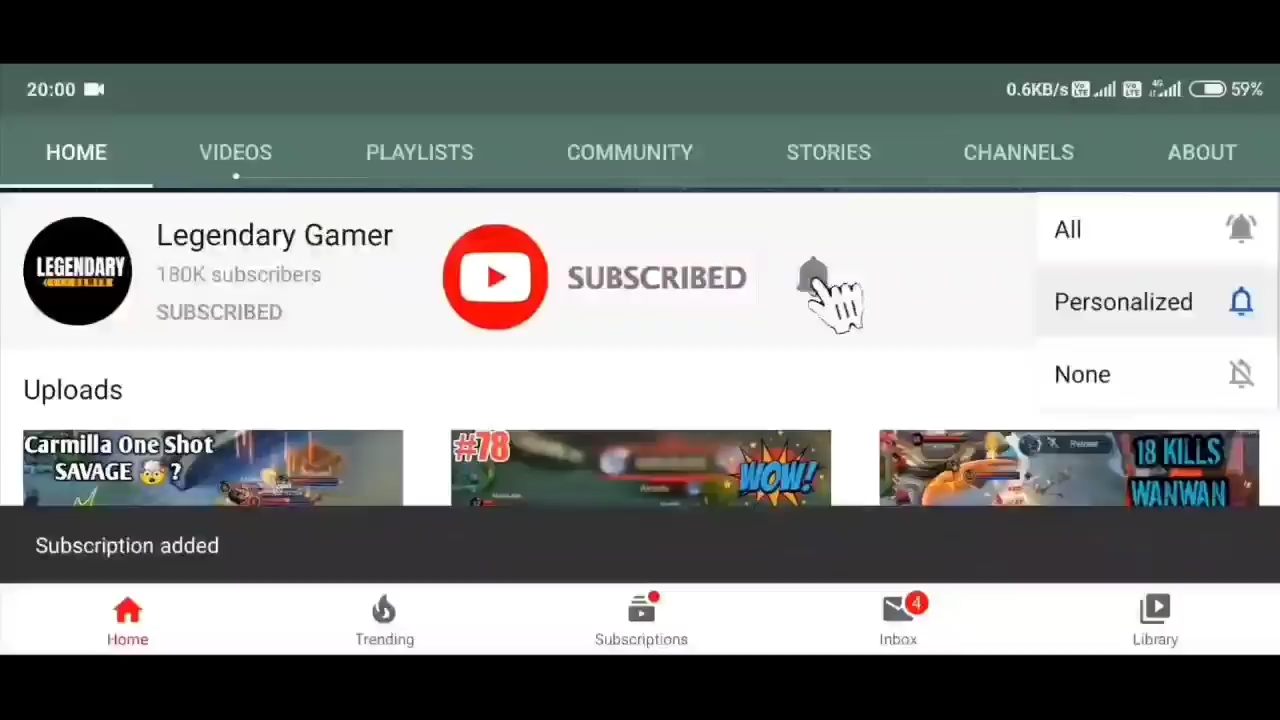 20:00
0.6KB/s
4G
59%
HOME
VIDEOS
PLAYLISTS
COMMUNITY
STORIES
CHANNELS
ABOUT
LEGENDARY
GAMER
Legendary Gamer
180K subscribers
SUBSCRIBED
SUBSCRIBED
All
Personalized
None
Uploads
Carmilla One Shot
SAVAGE 🤯 ?
#78
WOW!
18 KILLS
WANWAN
Subscription added
Home
Trending
Subscriptions
4
Inbox
Library